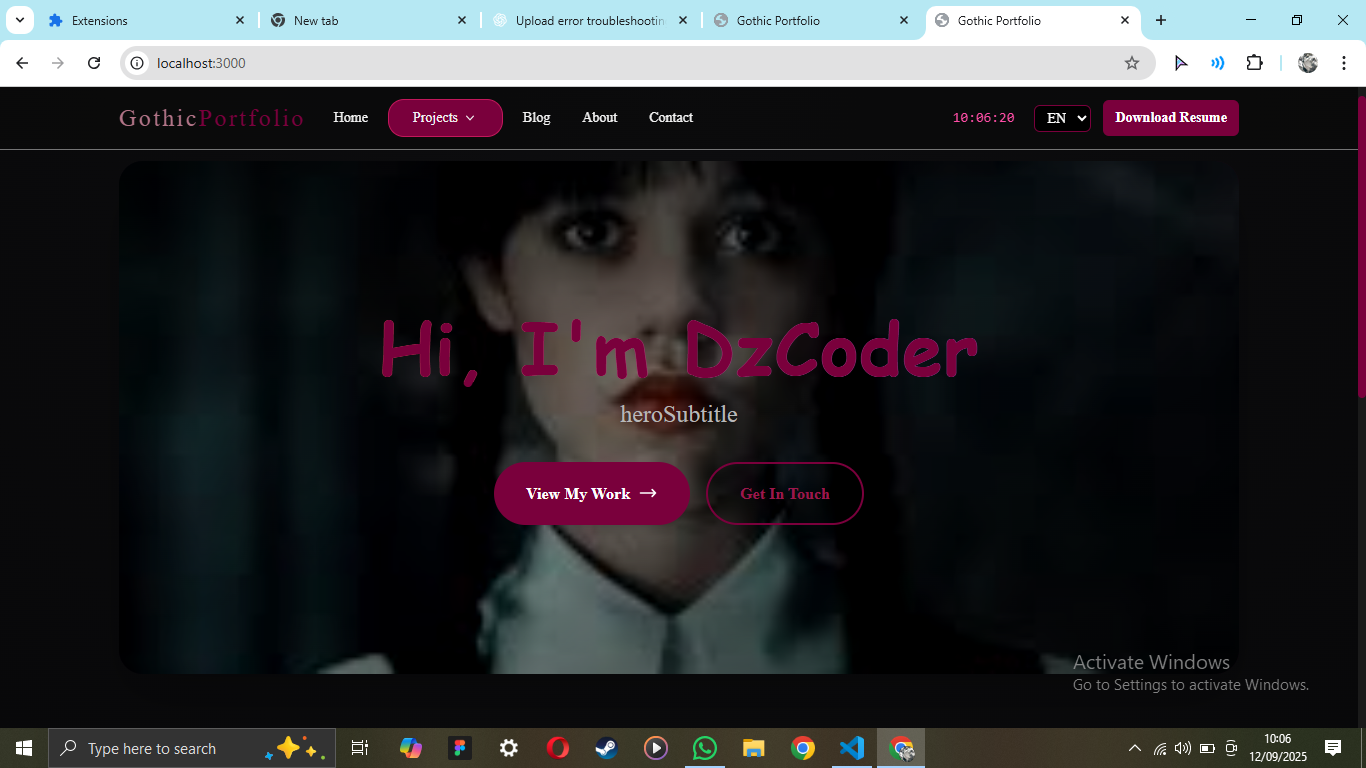 Extensions
New tab
Upload error troubleshootin
Gothic Portfolio
Gothic Portfolio
localhost:3000
GothicPortfolio
Home
Projects
Blog
About
Contact
10:06:20
EN
Download Resume
Hi, I'm DzCoder
heroSubtitle
View My Work →
Get In Touch
Activate Windows
Go to Settings to activate Windows.
Type here to search
10:06
12/09/2025